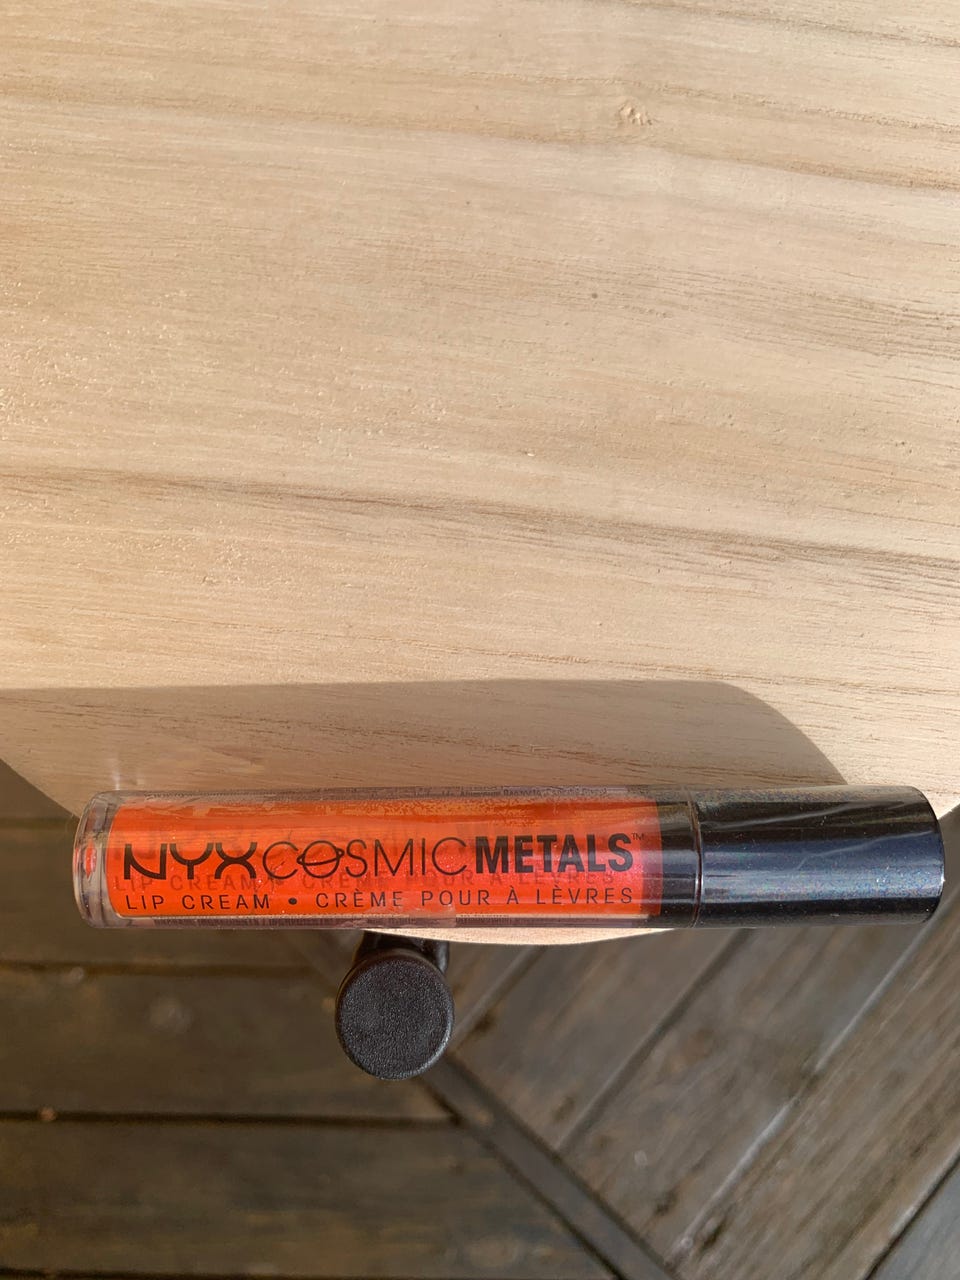 NYX COSMIC METALS™
LIP CREAM • CRÈME POUR À LÈVRES